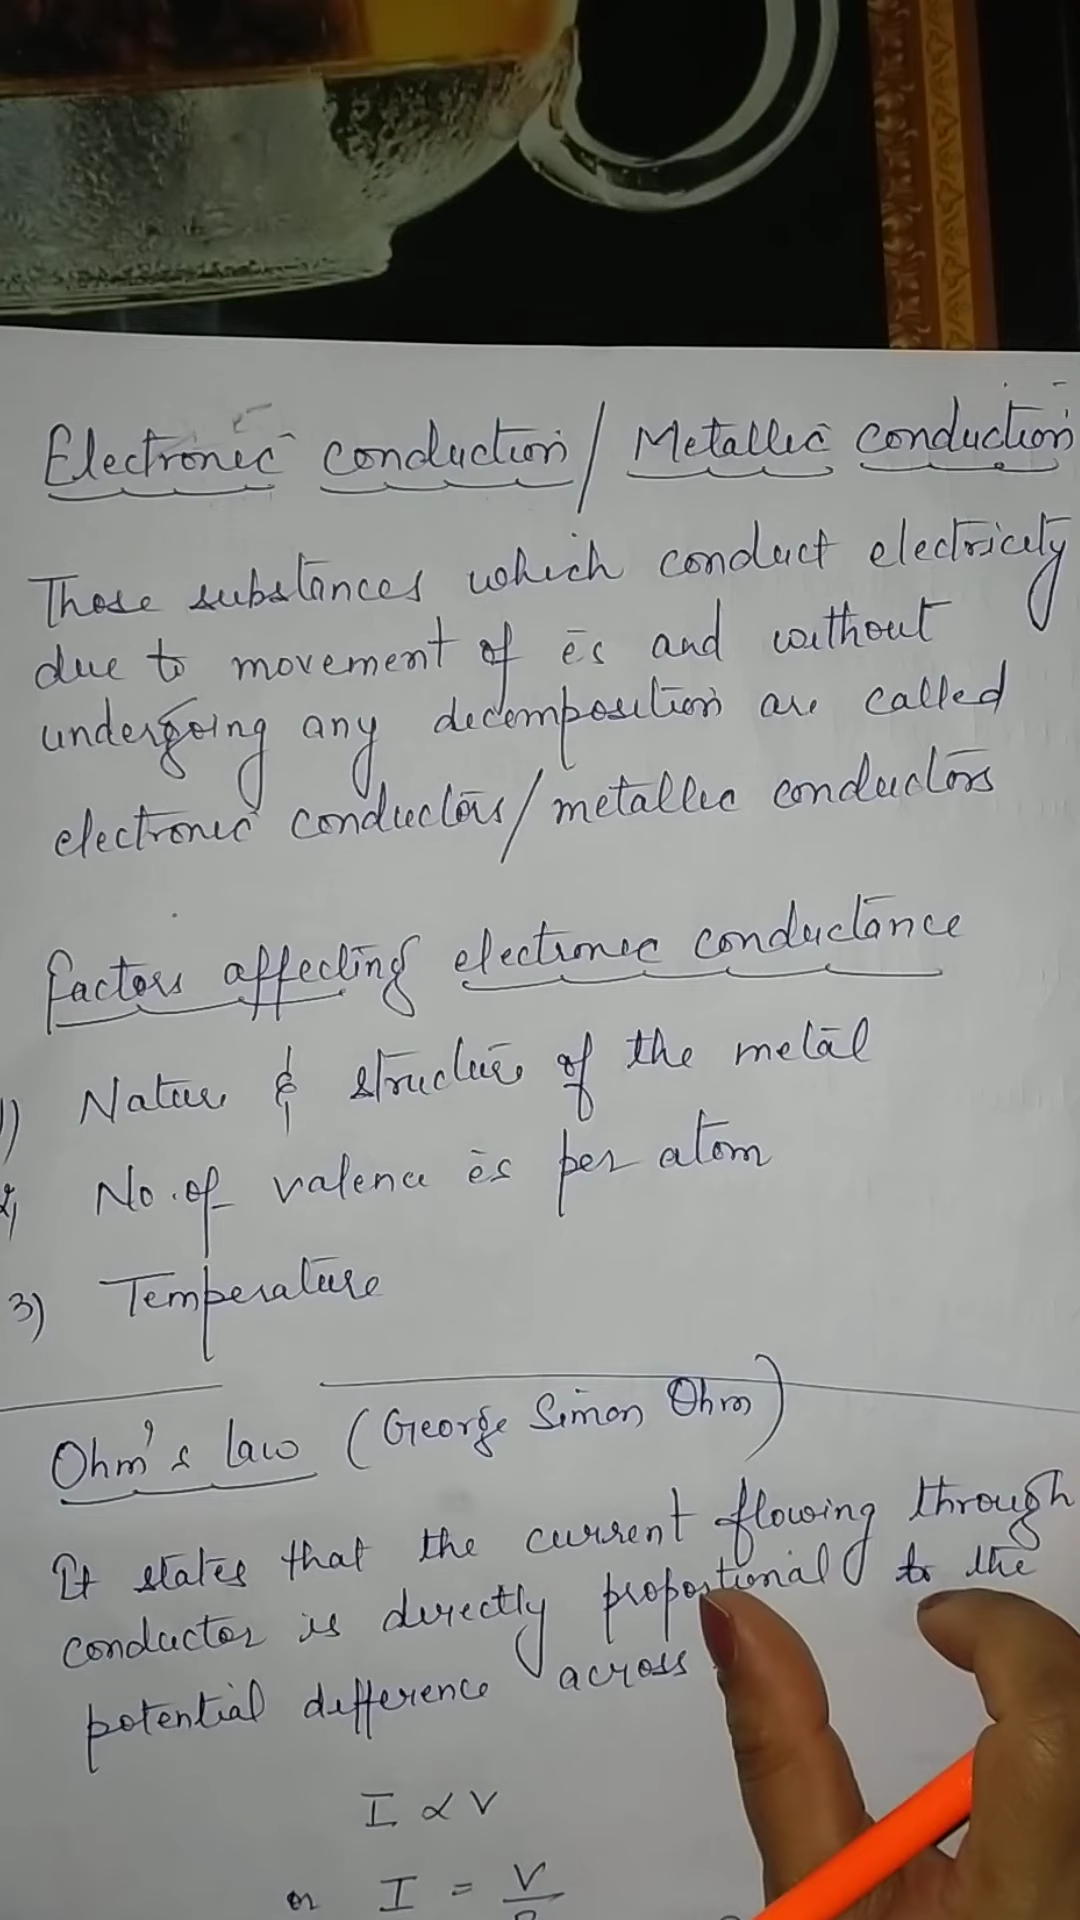 Electronic conduction / Metallic conduction
Those substances which conduct electricity
due to movement of ēs and without
undergoing any decomposition are called
electronic conductors/metallic conductors
factors affecting electronic conductance
1) Nature & structure of the metal
2) No. of valence ēs per atom
3) Temperature
Ohm's law (George Simon Ohm)
It states that the current flowing through
conductor is directly proportional to the
potential difference across
I ∝ V
or I = V